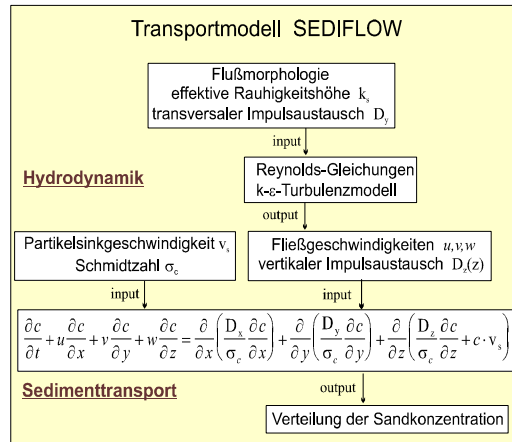 Transportmodell SEDIFLOW
Flußmorphologie
effektive Rauhigkeitshöhe kₛ
transversaler Impulsaustausch D_y
input
Hydrodynamik
Reynolds-Gleichungen
k-ε-Turbulenzmodell
output
Partikelsinkgeschwindigkeit vₛ
Schmidtzahl σ_c
Fließgeschwindigkeiten u,v,w
vertikaler Impulsaustausch D_z(z)
input
input
∂c/∂t + u ∂c/∂x + v ∂c/∂y + w ∂c/∂z = ∂/∂x (D_x/σ_c ∂c/∂x) + ∂/∂y (D_y/σ_c ∂c/∂y) + ∂/∂z (D_z/σ_c ∂c/∂z + c · vₛ)
Sedimenttransport
output
Verteilung der Sandkonzentration